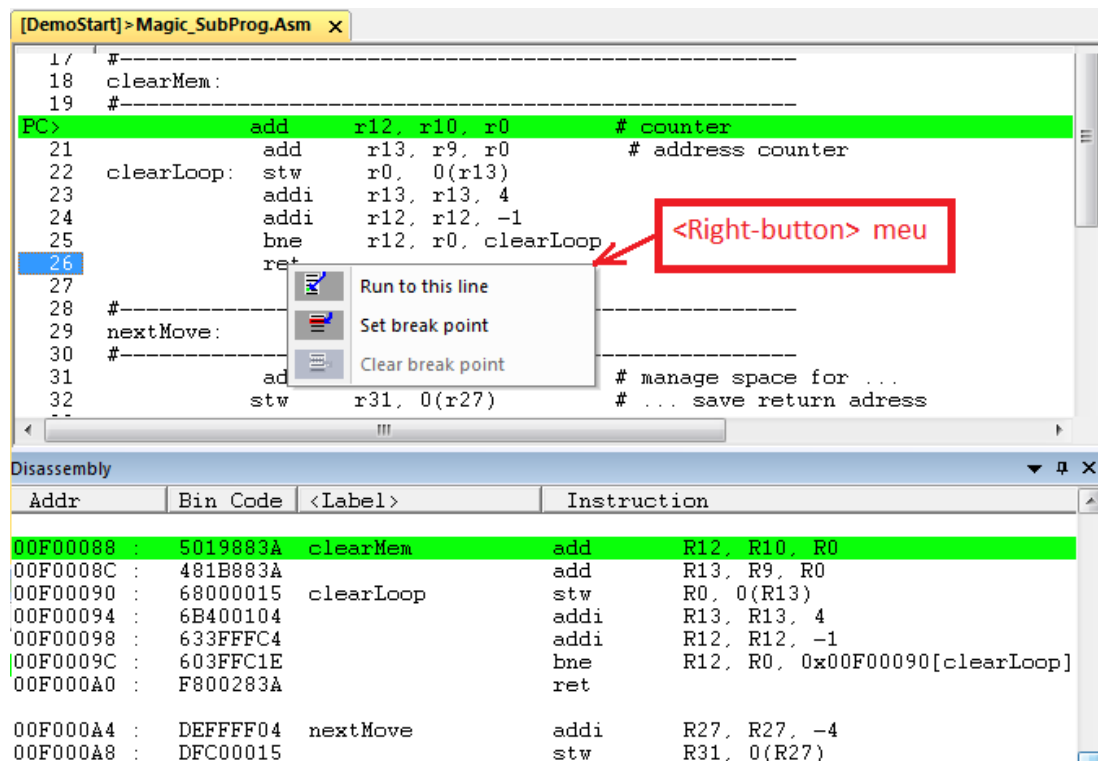 [DemoStart]>Magic_SubProg.Asm x
17 #----------------------------------------------------
18 clearMem:
19 #----------------------------------------------------
PC> add r12, r10, r0 # counter
21 add r13, r9, r0 # address counter
22 clearLoop: stw r0, 0(r13)
23 addi r13, r13, 4
24 addi r12, r12, -1
25 bne r12, r0, clearLoop
<Right-button> meu
26 ret
27
Run to this line
28 #----------------------------------------------------
Set break point
29 nextMove:
30 #----------------------------------------------------
Clear break point
31 ad # manage space for ...
32 stw r31, 0(r27) # ... save return adress
Disassembly
Addr Bin Code <Label> Instruction
00F00088 : 5019883A clearMem add R12, R10, R0
00F0008C : 481B883A add R13, R9, R0
00F00090 : 68000015 clearLoop stw R0, 0(R13)
00F00094 : 6B400104 addi R13, R13, 4
00F00098 : 633FFFC4 addi R12, R12, -1
00F0009C : 603FFC1E bne R12, R0, 0x00F00090[clearLoop]
00F000A0 : F800283A ret
00F000A4 : DEFFFF04 nextMove addi R27, R27, -4
00F000A8 : DFC00015 stw R31, 0(R27)